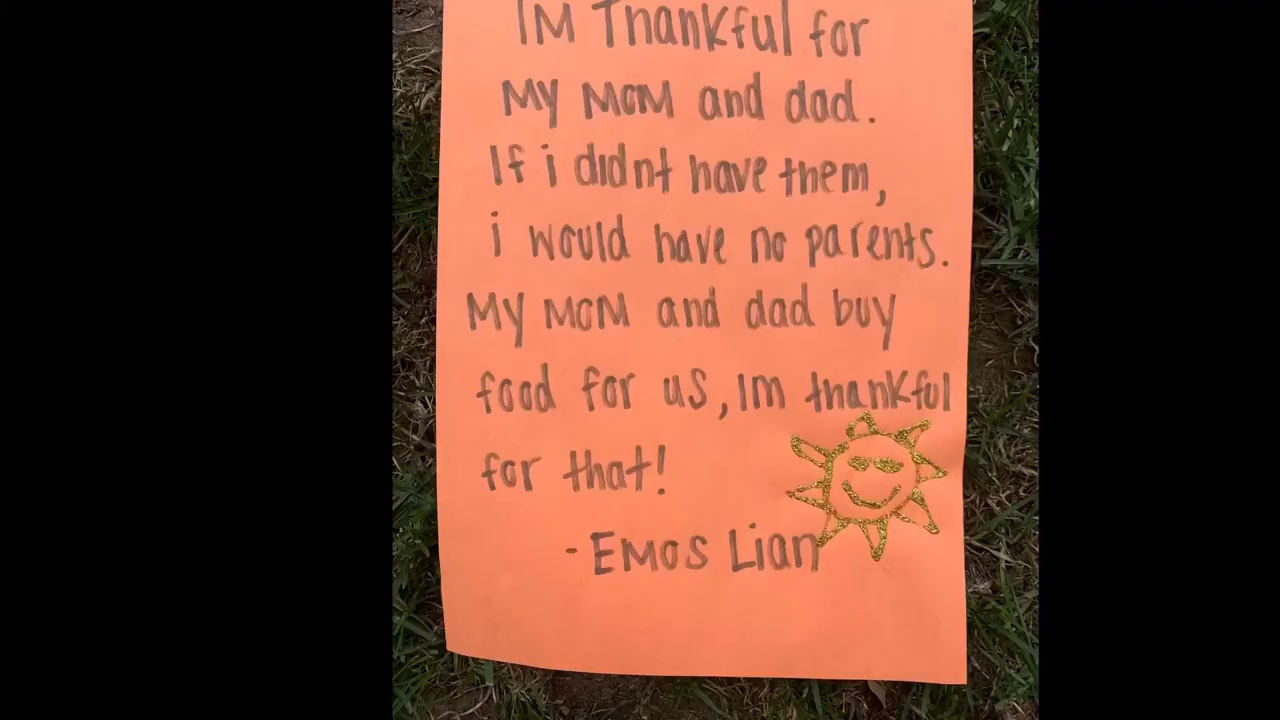 IM Thankful for
My MOM and dad.
If i didnt have them,
i would have no parents.
My MOM and dad buy
food for us, Im thankful
for that!
- EMOS Lian